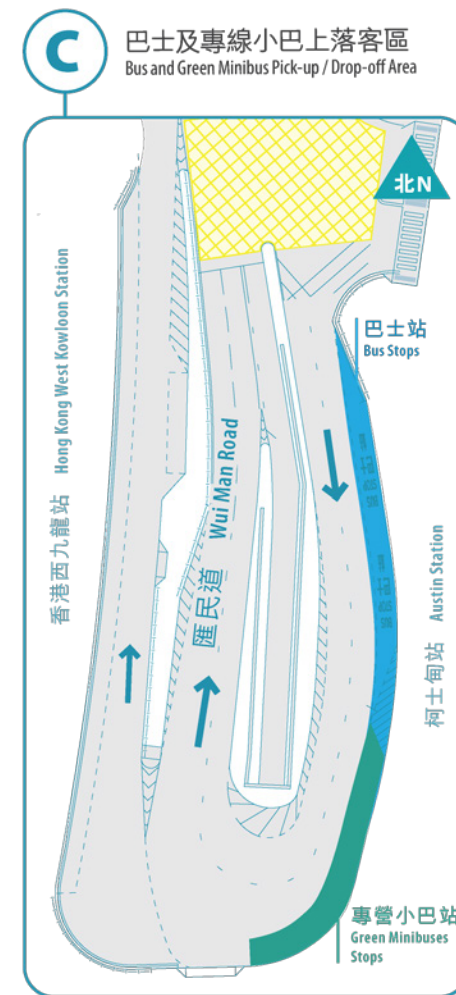 C
巴士及專線小巴上落客區
Bus and Green Minibus Pick-up / Drop-off Area
北N
巴士站
Bus Stops
香港西九龍站 Hong Kong West Kowloon Station
匯民道 Wui Man Road
柯士甸站 Austin Station
專營小巴站
Green Minibuses
Stops